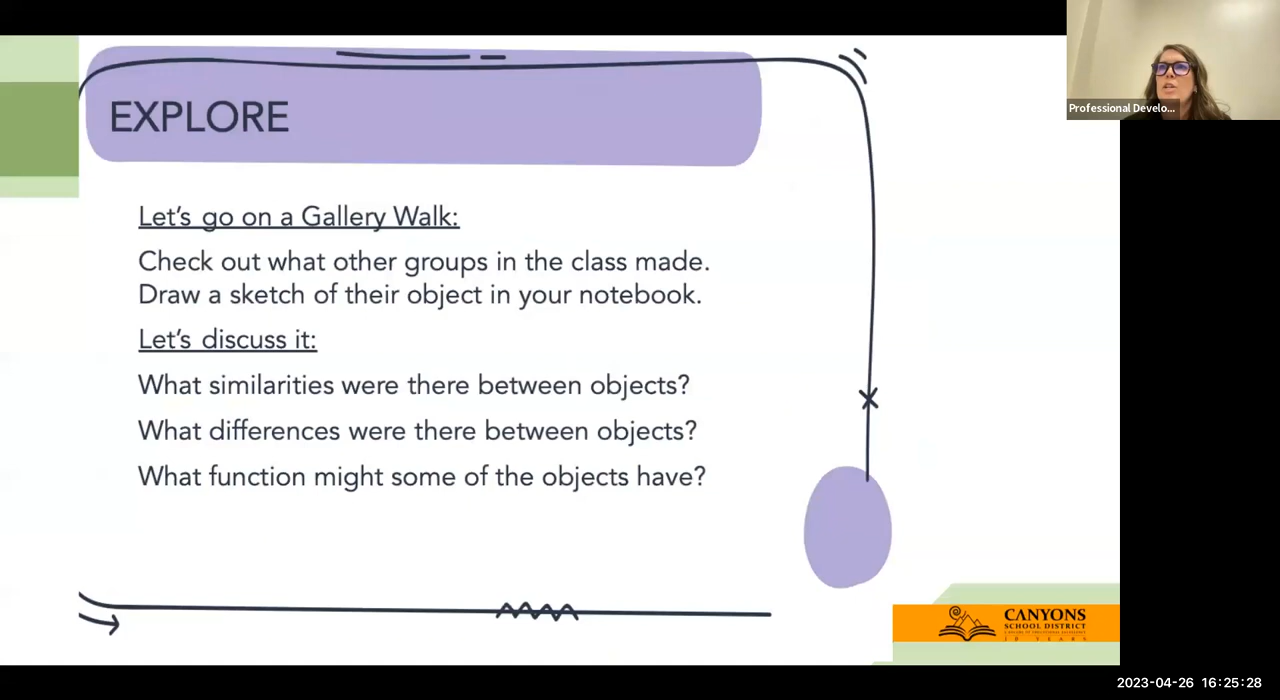 EXPLORE
Let's go on a Gallery Walk:
Check out what other groups in the class made.
Draw a sketch of their object in your notebook.
Let's discuss it:
What similarities were there between objects?
What differences were there between objects?
What function might some of the objects have?
Professional Develo...
CANYONS
SCHOOL DISTRICT
10 YEARS
2023-04-26 16:25:28